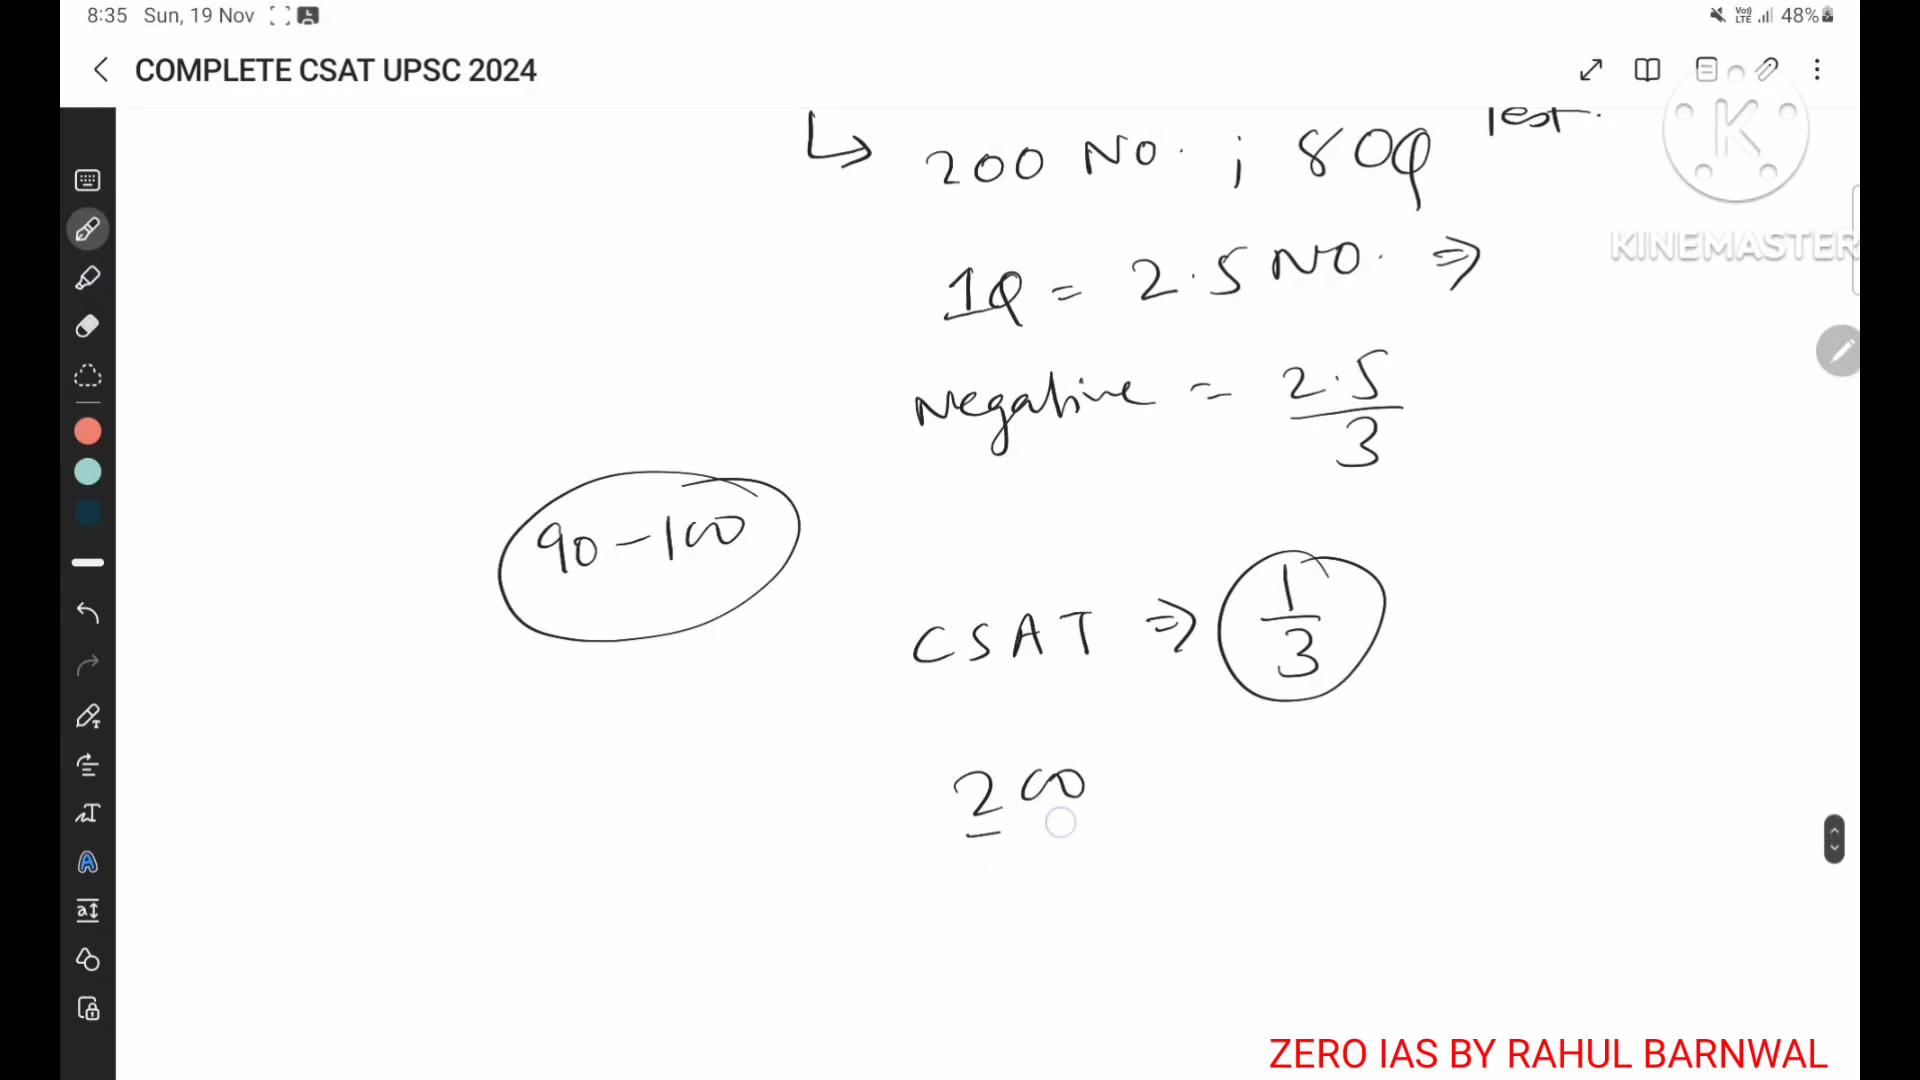 8:35 Sun, 19 Nov
48%
COMPLETE CSAT UPSC 2024
Test.
200 NO. ; 80Q
KINEMASTER
1Q = 2.5 NO. ⇒
Negative = 2.5/3
90-100
CSAT ⇒ 1/3
200
ZERO IAS BY RAHUL BARNWAL